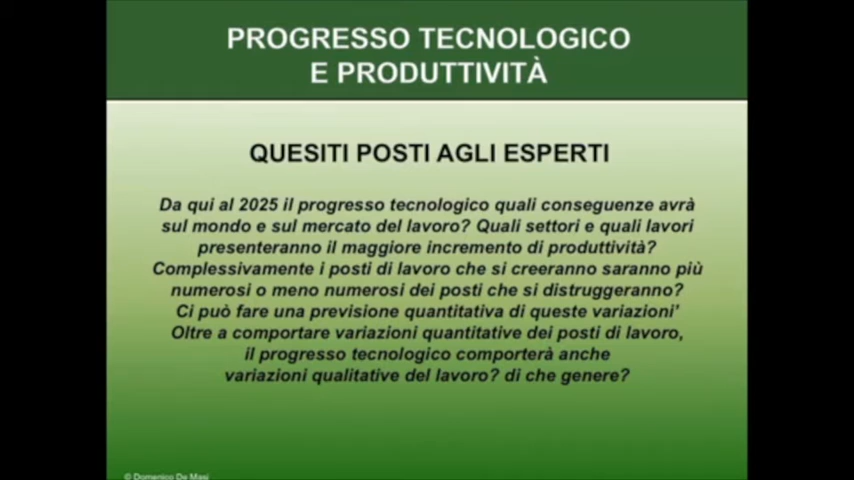 PROGRESSO TECNOLOGICO
E PRODUTTIVITÀ
QUESITI POSTI AGLI ESPERTI
Da qui al 2025 il progresso tecnologico quali conseguenze avrà
sul mondo e sul mercato del lavoro? Quali settori e quali lavori
presenteranno il maggiore incremento di produttività?
Complessivamente i posti di lavoro che si creeranno saranno più
numerosi o meno numerosi dei posti che si distruggeranno?
Ci può fare una previsione quantitativa di queste variazioni'
Oltre a comportare variazioni quantitative dei posti di lavoro,
il progresso tecnologico comporterà anche
variazioni qualitative del lavoro? di che genere?
© Domenico De Masi